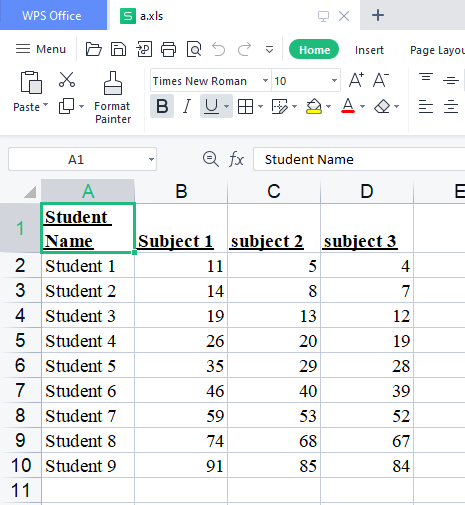 WPS Office a.xls
Menu Home Insert Page Layou
Paste Format Painter Times New Roman 10 B I U A+ A- A
A1 fx Student Name
A B C D E
1 Student Name Subject 1 subject 2 subject 3
2 Student 1 11 5 4
3 Student 2 14 8 7
4 Student 3 19 13 12
5 Student 4 26 20 19
6 Student 5 35 29 28
7 Student 6 46 40 39
8 Student 7 59 53 52
9 Student 8 74 68 67
10 Student 9 91 85 84
11